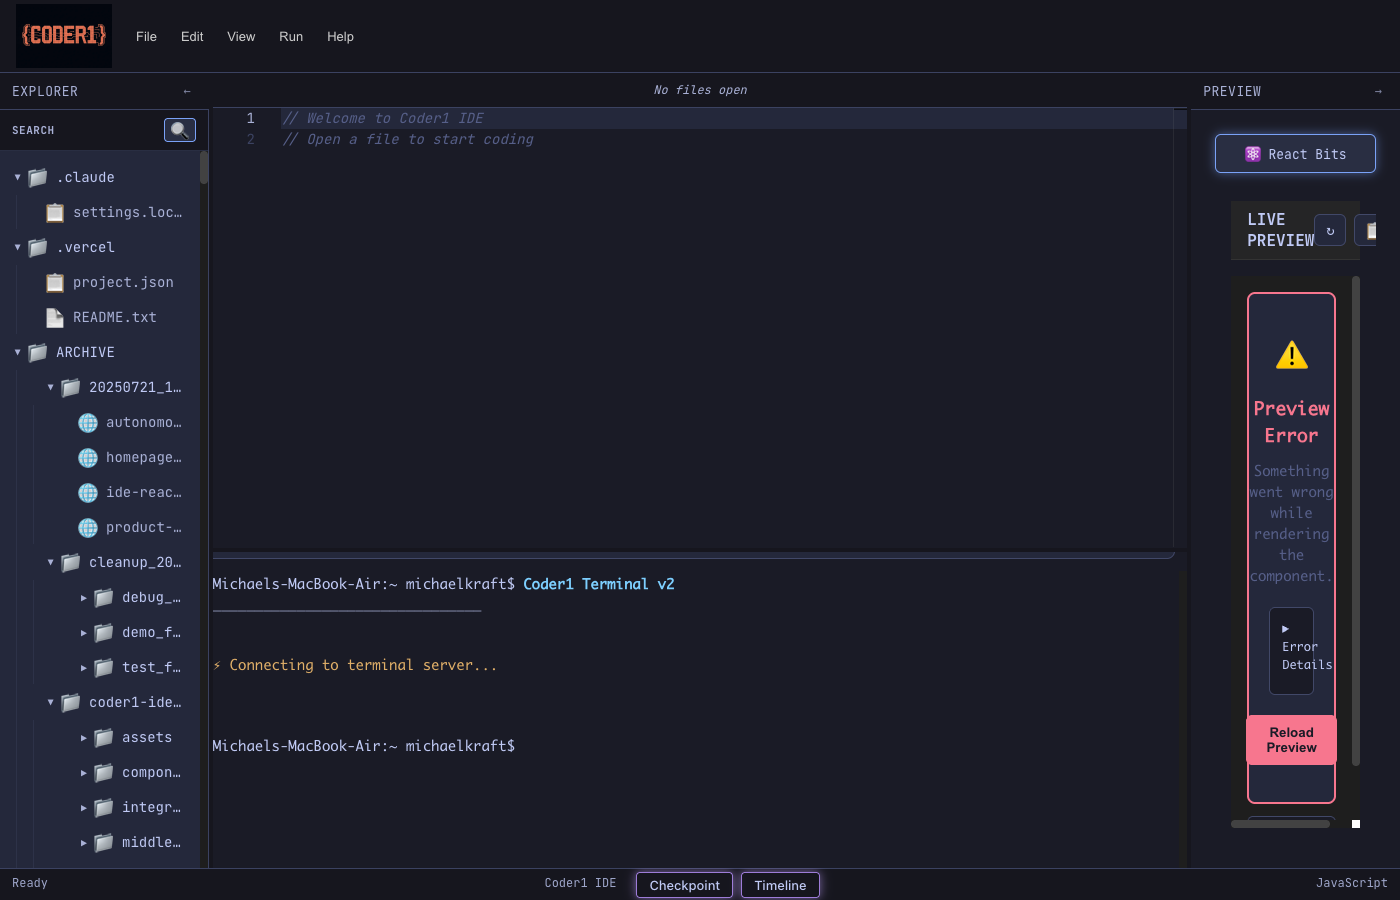 {CODER1}
File Edit View Run Help
EXPLORER ←
SEARCH
▼ .claude
settings.loc…
▼ .vercel
project.json
README.txt
▼ ARCHIVE
▼ 20250721_1…
autonomo…
homepage…
ide-reac…
product-…
▼ cleanup_20…
▶ debug_…
▶ demo_f…
▶ test_f…
▼ coder1-ide…
▶ assets
▶ compon…
▶ integr…
▶ middle…
No files open
1 // Welcome to Coder1 IDE
2 // Open a file to start coding
Michaels-MacBook-Air:~ michaelkraft$ Coder1 Terminal v2
⚡ Connecting to terminal server...
Michaels-MacBook-Air:~ michaelkraft$
PREVIEW →
React Bits
LIVE
PREVIEW ↻
Preview
Error
Something
went wrong
while
rendering
the
component.
▶
Error
Details
Reload
Preview
Ready
Coder1 IDE
Checkpoint
Timeline
JavaScript